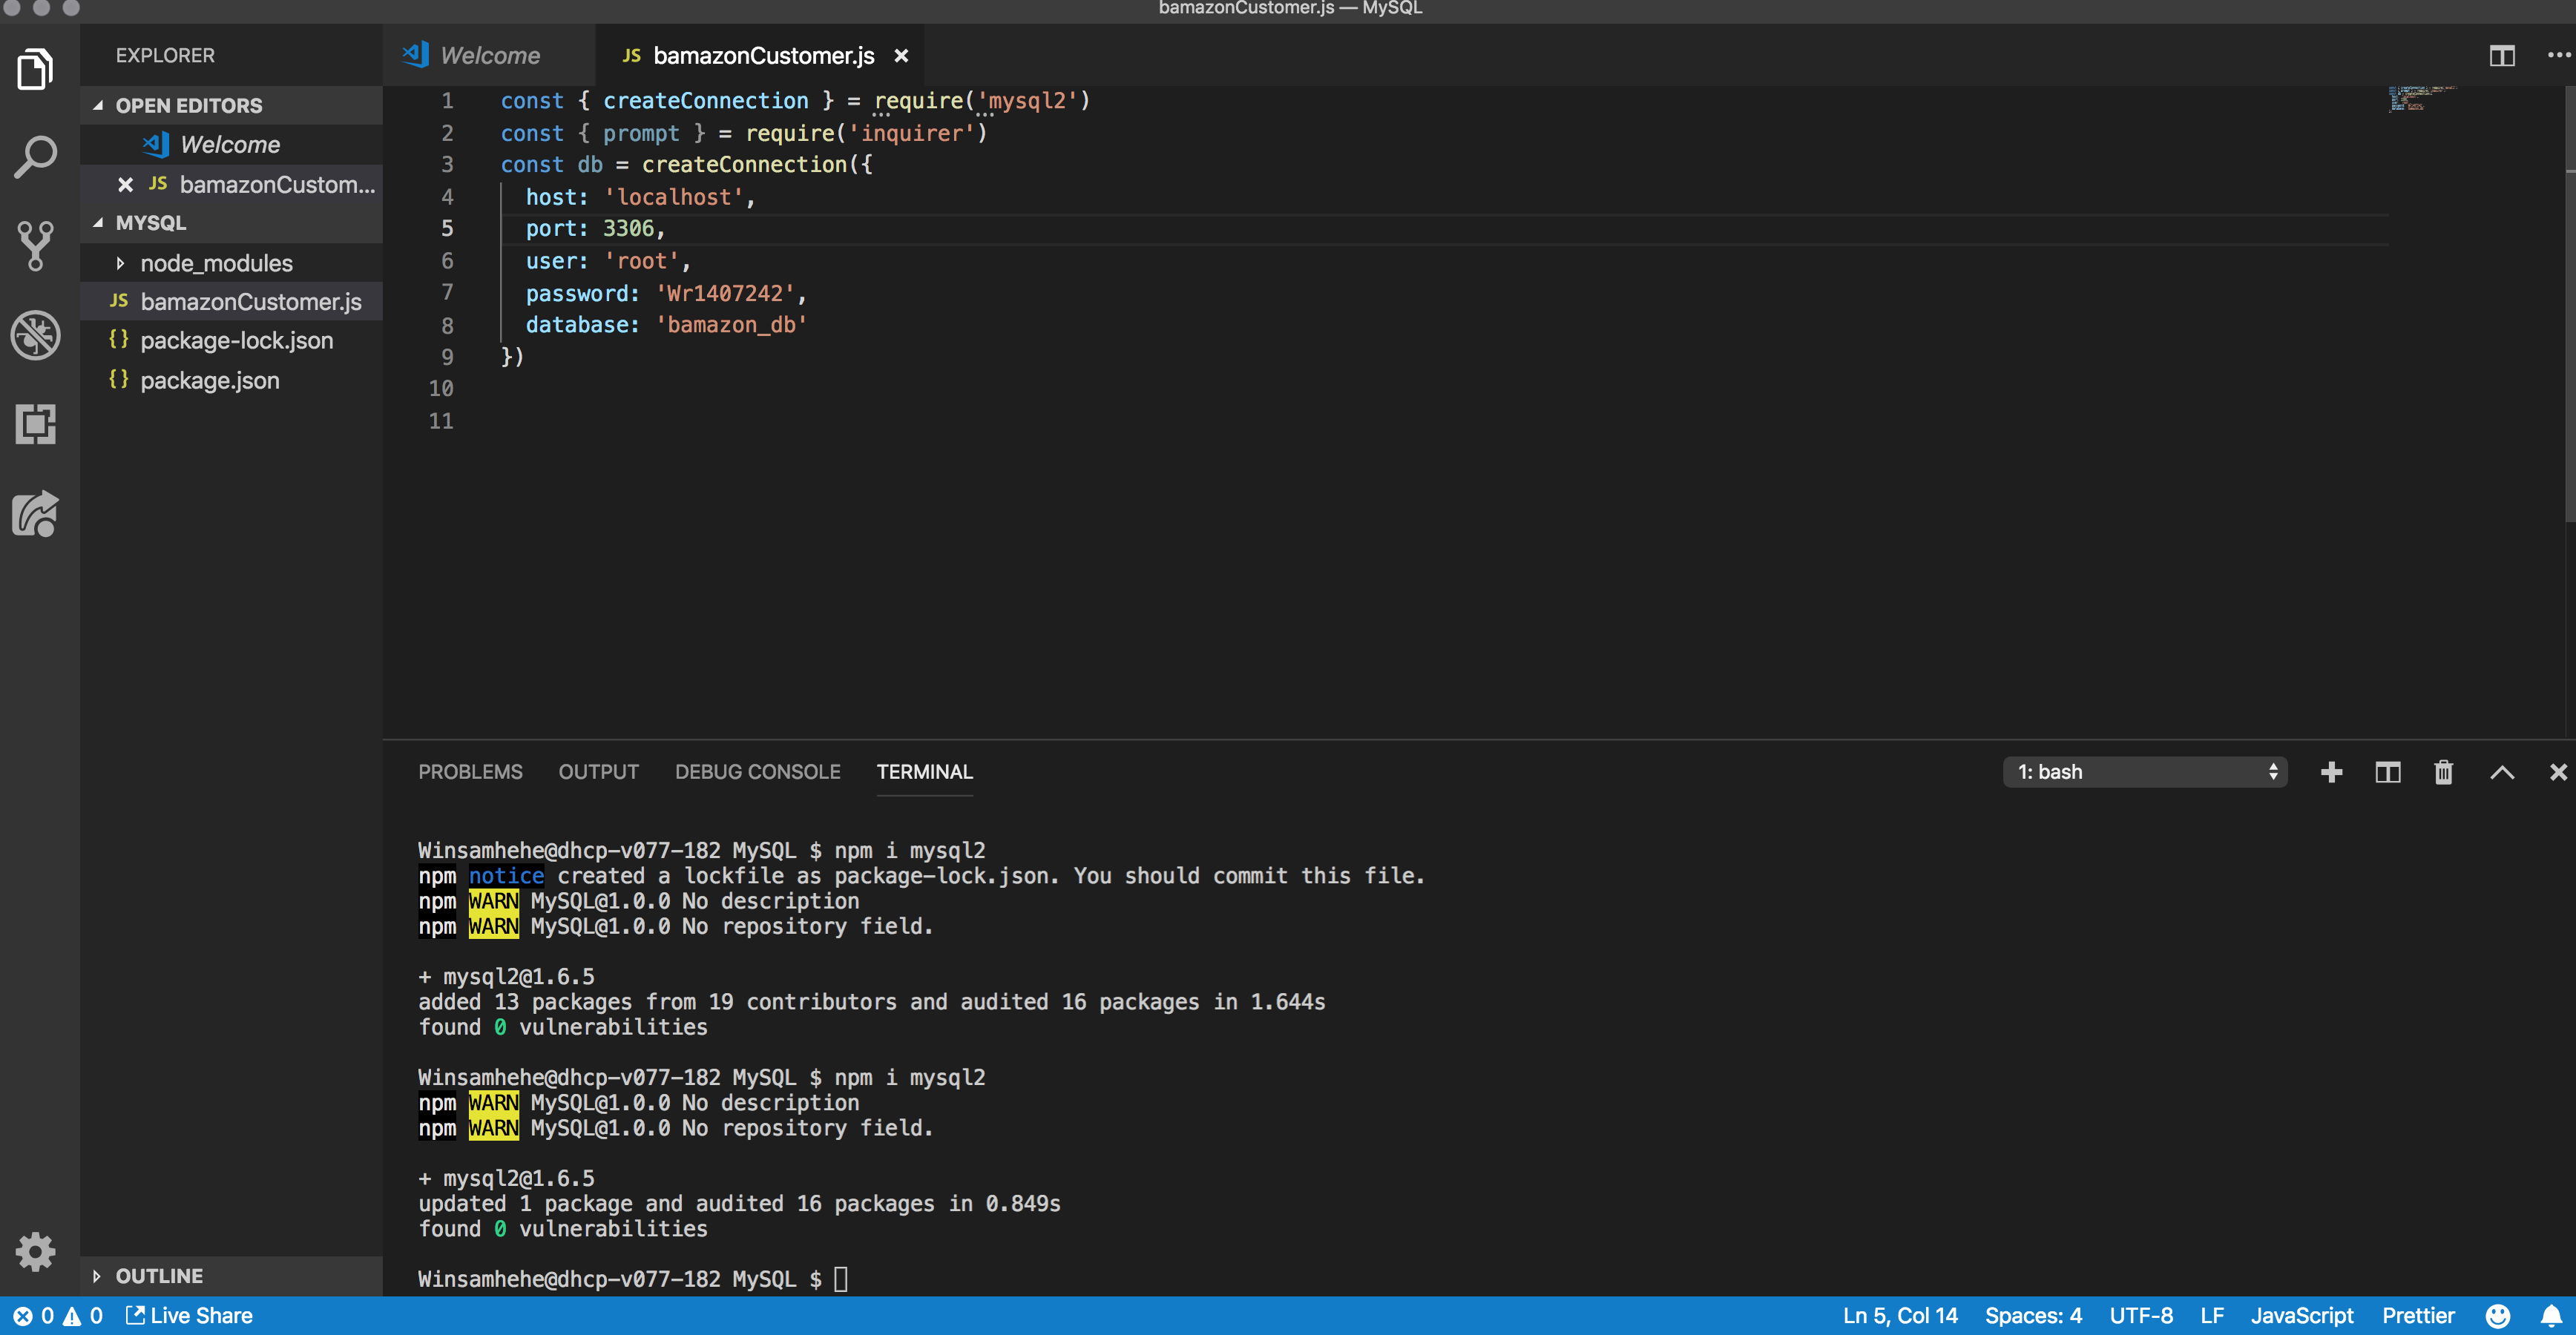 bamazonCustomer.js — MySQL
EXPLORER
OPEN EDITORS
Welcome
JS bamazonCustom...
MYSQL
node_modules
JS bamazonCustomer.js
{} package-lock.json
{} package.json
OUTLINE
Welcome
JS bamazonCustomer.js
1 const { createConnection } = require('mysql2')
2 const { prompt } = require('inquirer')
3 const db = createConnection({
4 host: 'localhost',
5 port: 3306,
6 user: 'root',
7 password: 'Wr1407242',
8 database: 'bamazon_db'
9 })
10
11
PROBLEMS OUTPUT DEBUG CONSOLE TERMINAL
1: bash
Winsamhehe@dhcp-v077-182 MySQL $ npm i mysql2
npm notice created a lockfile as package-lock.json. You should commit this file.
npm WARN MySQL@1.0.0 No description
npm WARN MySQL@1.0.0 No repository field.
+ mysql2@1.6.5
added 13 packages from 19 contributors and audited 16 packages in 1.644s
found 0 vulnerabilities
Winsamhehe@dhcp-v077-182 MySQL $ npm i mysql2
npm WARN MySQL@1.0.0 No description
npm WARN MySQL@1.0.0 No repository field.
+ mysql2@1.6.5
updated 1 package and audited 16 packages in 0.849s
found 0 vulnerabilities
Winsamhehe@dhcp-v077-182 MySQL $
0 0 Live Share
Ln 5, Col 14 Spaces: 4 UTF-8 LF JavaScript Prettier